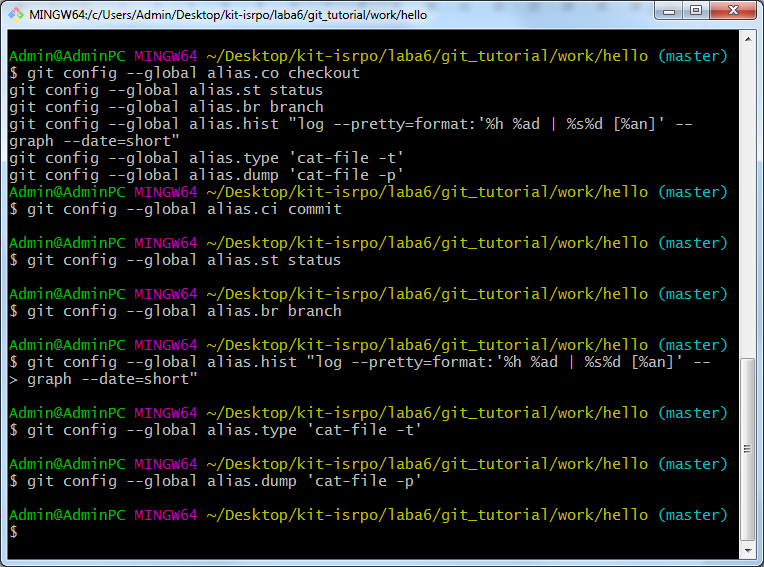 MINGW64:/c/Users/Admin/Desktop/kit-isrpo/laba6/git_tutorial/work/hello
Admin@AdminPC MINGW64 ~/Desktop/kit-isrpo/laba6/git_tutorial/work/hello (master)
$ git config --global alias.co checkout
git config --global alias.st status
git config --global alias.br branch
git config --global alias.hist "log --pretty=format:'%h %ad | %s%d [%an]' --
graph --date=short"
git config --global alias.type 'cat-file -t'
git config --global alias.dump 'cat-file -p'
Admin@AdminPC MINGW64 ~/Desktop/kit-isrpo/laba6/git_tutorial/work/hello (master)
$ git config --global alias.ci commit
Admin@AdminPC MINGW64 ~/Desktop/kit-isrpo/laba6/git_tutorial/work/hello (master)
$ git config --global alias.st status
Admin@AdminPC MINGW64 ~/Desktop/kit-isrpo/laba6/git_tutorial/work/hello (master)
$ git config --global alias.br branch
Admin@AdminPC MINGW64 ~/Desktop/kit-isrpo/laba6/git_tutorial/work/hello (master)
$ git config --global alias.hist "log --pretty=format:'%h %ad | %s%d [%an]' --
> graph --date=short"
Admin@AdminPC MINGW64 ~/Desktop/kit-isrpo/laba6/git_tutorial/work/hello (master)
$ git config --global alias.type 'cat-file -t'
Admin@AdminPC MINGW64 ~/Desktop/kit-isrpo/laba6/git_tutorial/work/hello (master)
$ git config --global alias.dump 'cat-file -p'
Admin@AdminPC MINGW64 ~/Desktop/kit-isrpo/laba6/git_tutorial/work/hello (master)
$